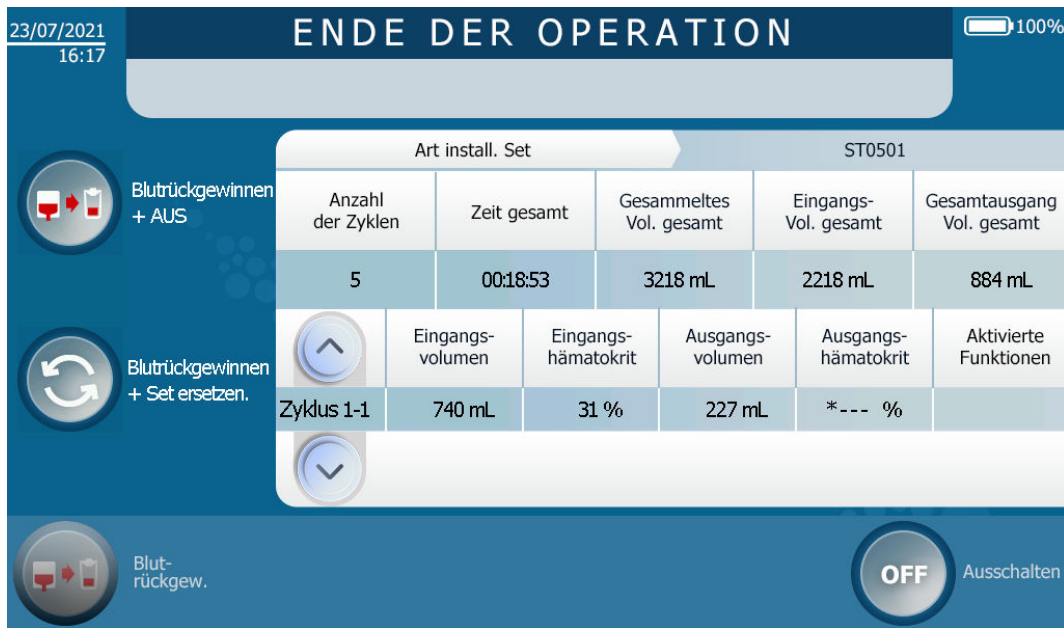 23/07/2021
16:17
ENDE DER OPERATION
100%
Art install. Set
ST0501
Blutrückgewinnen
+ AUS
Anzahl
der Zyklen
Zeit gesamt
Gesammeltes
Vol. gesamt
Eingangs-
Vol. gesamt
Gesamtausgang
Vol. gesamt
5
00:18:53
3218 mL
2218 mL
884 mL
Blutrückgewinnen
+ Set ersetzen.
Eingangs-
volumen
Eingangs-
hämatokrit
Ausgangs-
volumen
Ausgangs-
hämatokrit
Aktivierte
Funktionen
Zyklus 1-1
740 mL
31 %
227 mL
*--- %
Blut-
rückgew.
OFF
Ausschalten